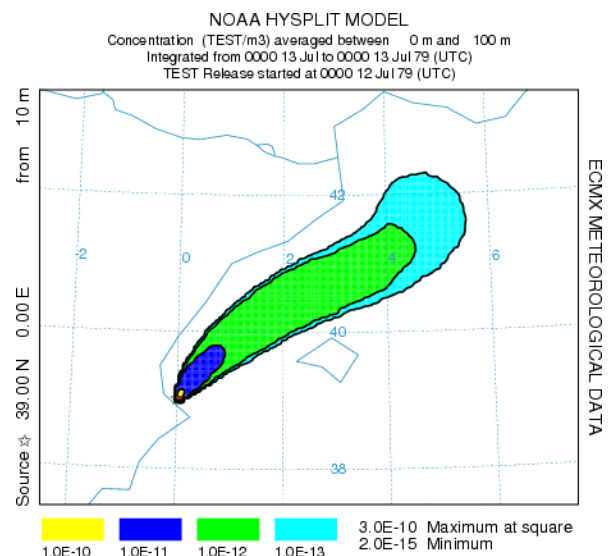 NOAA HYSPLIT MODEL
Concentration (TEST/m3) averaged between 0 m and 100 m
Integrated from 0000 13 Jul to 0000 13 Jul 79 (UTC)
TEST Release started at 0000 12 Jul 79 (UTC)
Source ☆ 39.00 N 0.00 E from 10 m
42
-2
0
2
4
6
40
38
ECMX METEOROLOGICAL DATA
1.0E-10 1.0E-11 1.0E-12 1.0E-13
3.0E-10 Maximum at square
2.0E-15 Minimum